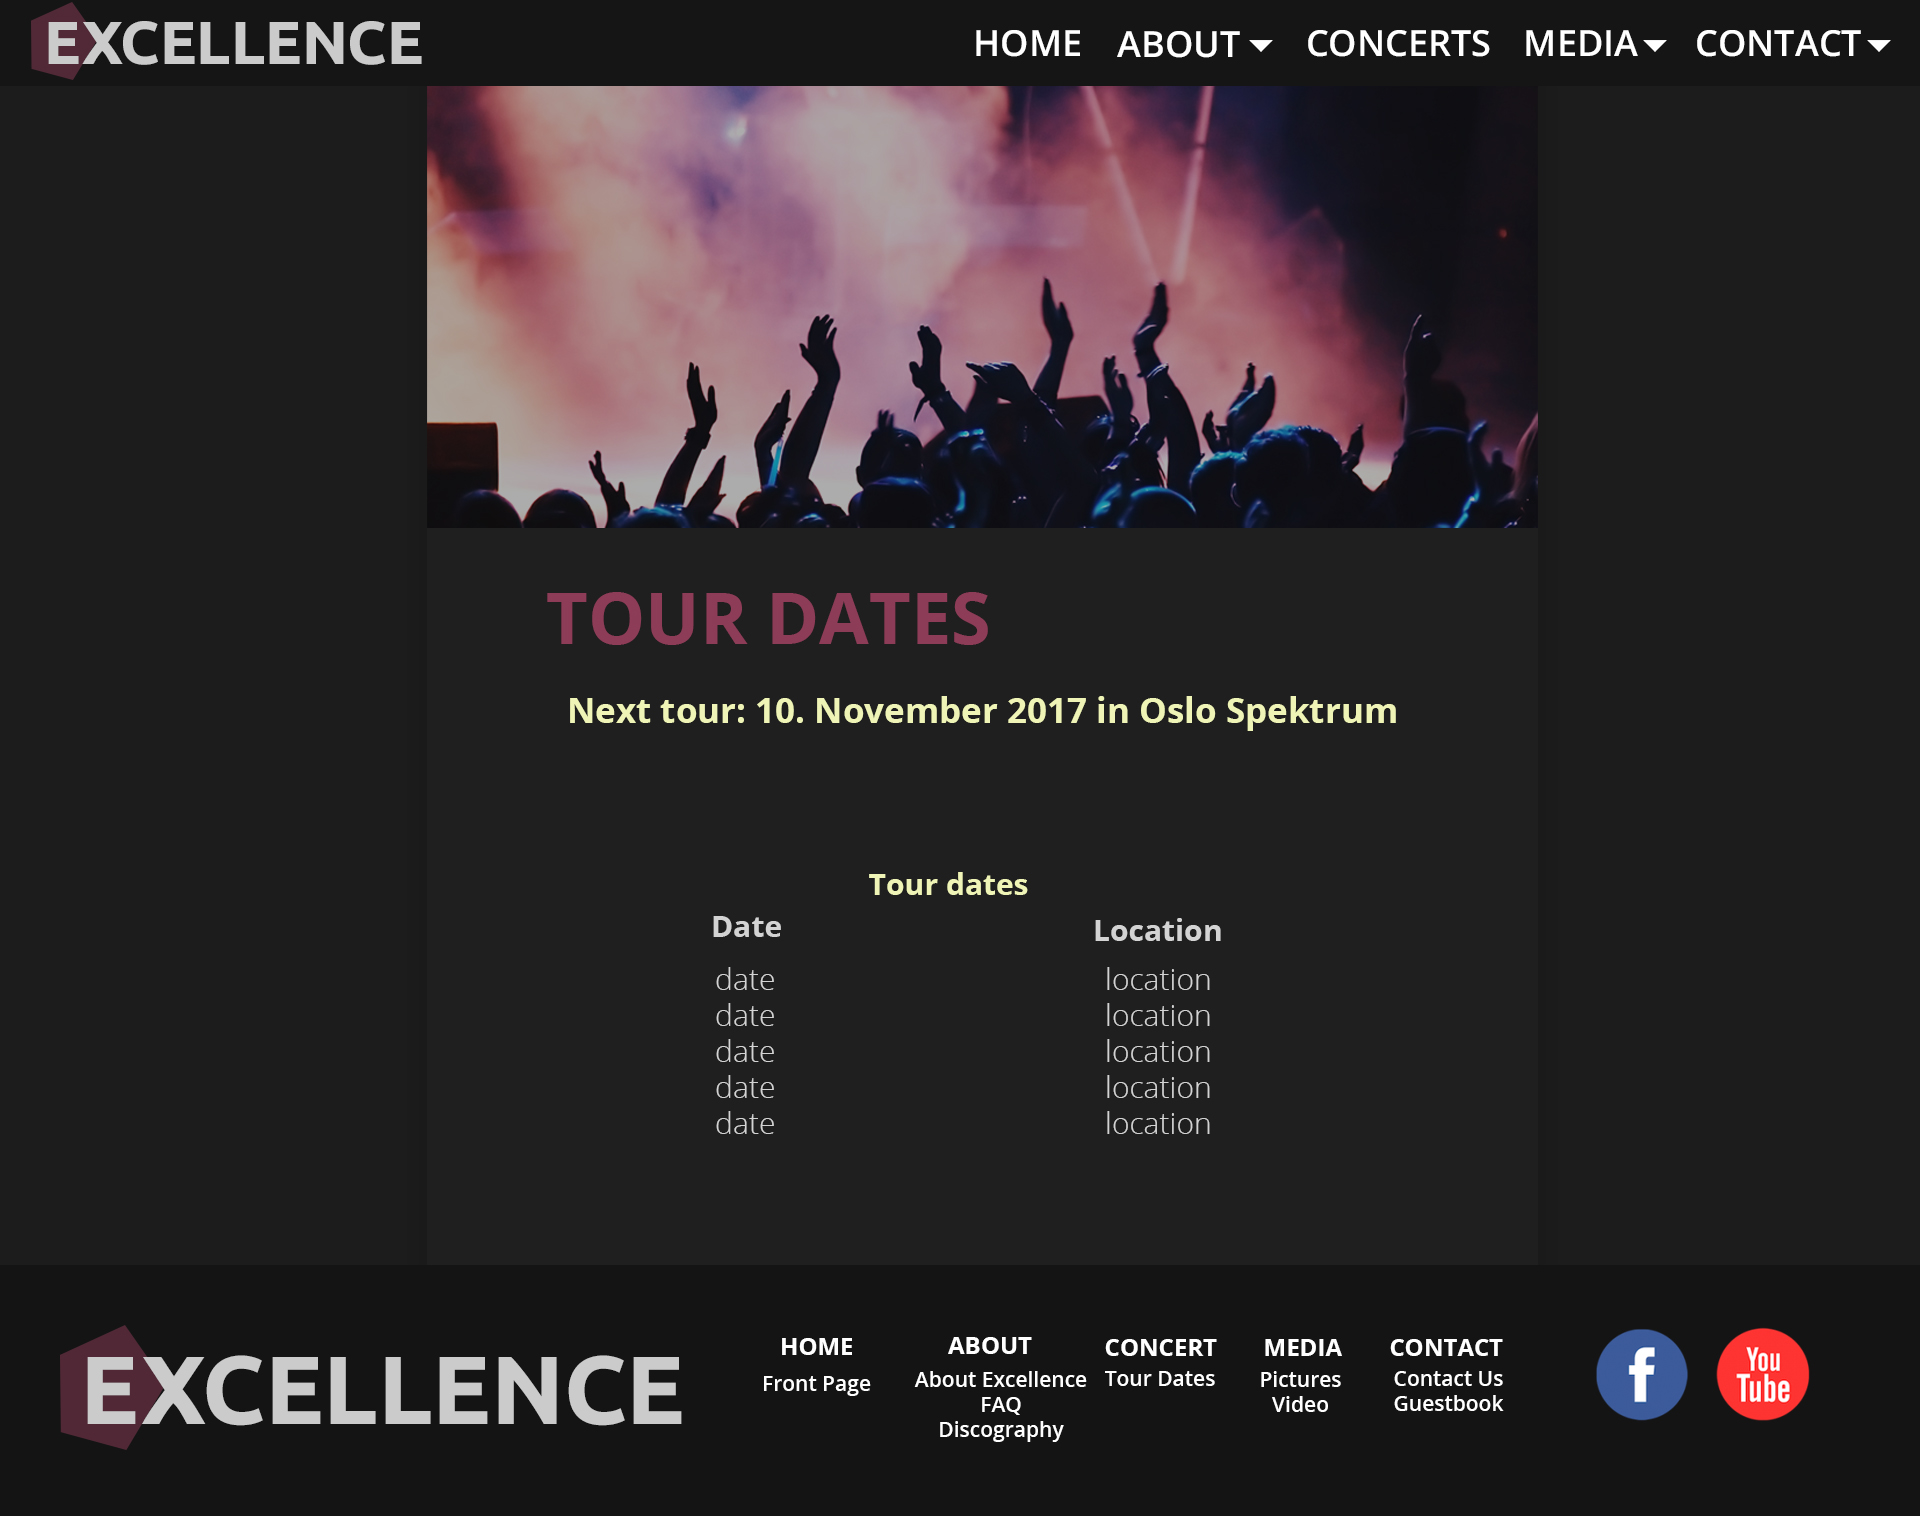 EXCELLENCE
HOME ABOUT CONCERTS MEDIA CONTACT
TOUR DATES
Next tour: 10. November 2017 in Oslo Spektrum
Tour dates
Date Location
date location
date location
date location
date location
date location
EXCELLENCE
HOME ABOUT CONCERT MEDIA CONTACT
Front Page About Excellence Tour Dates Pictures Contact Us
FAQ Video Guestbook
Discography
f
You
Tube